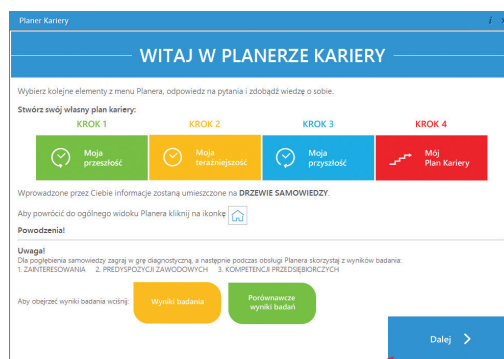 Planer Kariery
WITAJ W PLANERZE KARIERY
Wybierz kolejne elementy z menu Planera, odpowiedz na pytania i zdobądź wiedzę o sobie.
Stwórz swój własny plan kariery:
KROK 1 KROK 2 KROK 3 KROK 4
Moja przeszłość
Moja teraźniejszość
Moja przyszłość
Mój Plan Kariery
Wprowadzone przez Ciebie informacje zostaną umieszczone na DRZEWIE SAMOWIEDZY.
Aby powrócić do ogólnego widoku Planera kliknij na ikonkę
Powodzenia!
Uwaga!
Dla pogłębienia samowiedzy zagraj w grę diagnostyczną, a następnie podczas obsługi Planera skorzystaj z wyników badania:
1. ZAINTERESOWANIA 2. PREDYSPOZYCJI ZAWODOWYCH 3. KOMPETENCJI PRZEDSIĘBIORCZYCH
Aby obejrzeć wyniki badania wciśnij:
Wyniki badania
Porównawcze
wyniki badań
Dalej